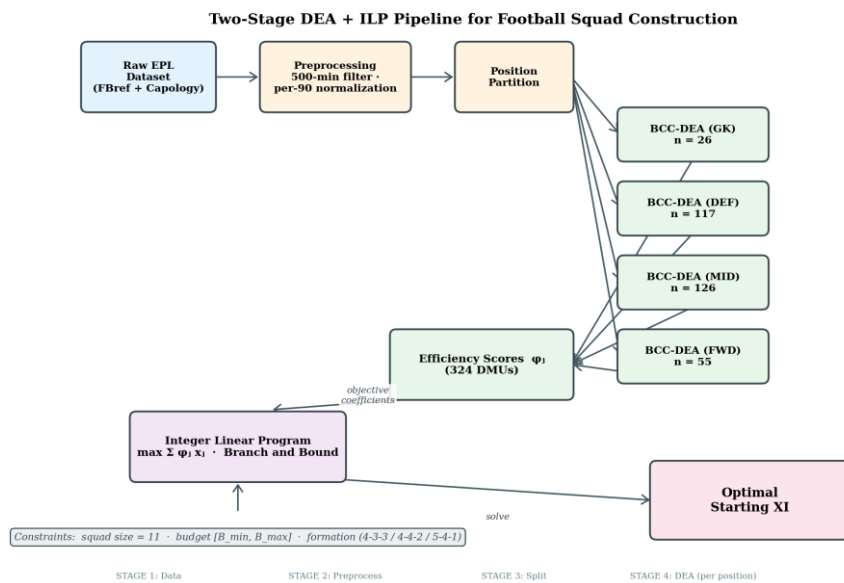 Two-Stage DEA + ILP Pipeline for Football Squad Construction
Raw EPL
Dataset
(FBref + Capology)
Preprocessing
500-min filter ·
per-90 normalization
Position
Partition
BCC-DEA (GK)
n = 26
BCC-DEA (DEF)
n = 117
BCC-DEA (MID)
n = 126
BCC-DEA (FWD)
n = 55
Efficiency Scores φⱼ
(324 DMUs)
objective
coefficients
Integer Linear Program
max Σ φⱼ xⱼ · Branch and Bound
Optimal
Starting XI
solve
Constraints: squad size = 11 · budget [B_min, B_max] · formation (4-3-3 / 4-4-2 / 5-4-1)
STAGE 1: Data
STAGE 2: Preprocess
STAGE 3: Split
STAGE 4: DEA (per position)